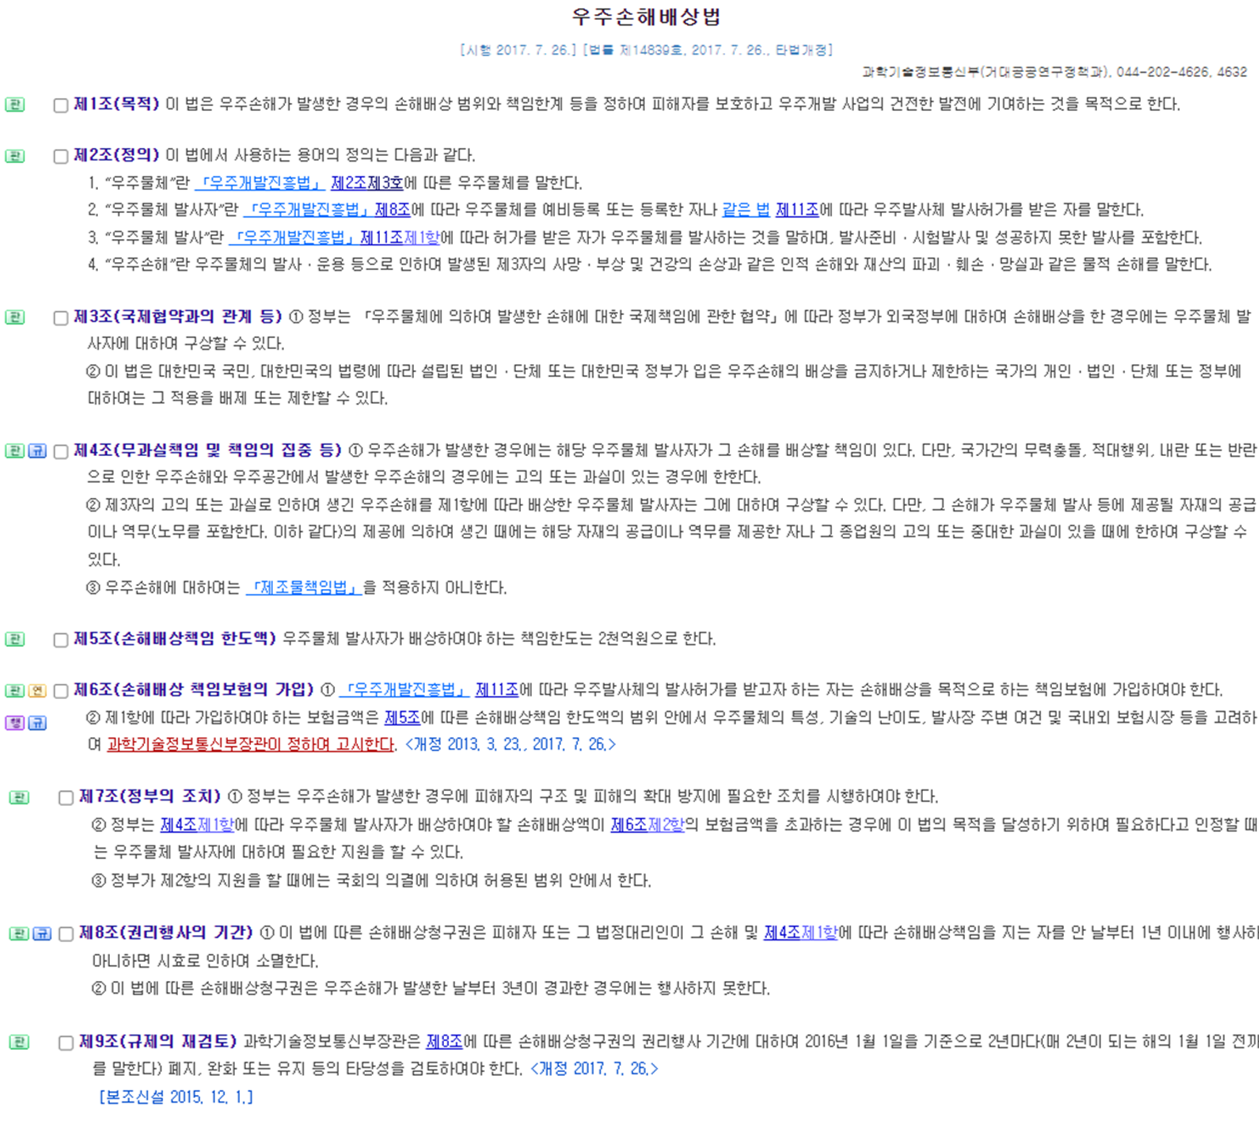 우주손해배상법
[시행 2017. 7. 26.] [법률 제14839호, 2017. 7. 26., 타법개정]
과학기술정보통신부(거대공공연구정책과), 044-202-4626, 4632
판 제1조(목적) 이 법은 우주손해가 발생한 경우의 손해배상 범위와 책임한계 등을 정하여 피해자를 보호하고 우주개발 사업의 건전한 발전에 기여하는 것을 목적으로 한다.
판 제2조(정의) 이 법에서 사용하는 용어의 정의는 다음과 같다.
1. "우주물체"란 「우주개발진흥법」 제2조제3호에 따른 우주물체를 말한다.
2. "우주물체 발사자"란 「우주개발진흥법」제8조에 따라 우주물체를 예비등록 또는 등록한 자나 같은 법 제11조에 따라 우주발사체 발사허가를 받은 자를 말한다.
3. "우주물체 발사"란 「우주개발진흥법」제11조제1항에 따라 허가를 받은 자가 우주물체를 발사하는 것을 말하며, 발사준비ㆍ시험발사 및 성공하지 못한 발사를 포함한다.
4. "우주손해"란 우주물체의 발사ㆍ운용 등으로 인하여 발생된 제3자의 사망ㆍ부상 및 건강의 손상과 같은 인적 손해와 재산의 파괴ㆍ훼손ㆍ망실과 같은 물적 손해를 말한다.
판 제3조(국제협약과의 관계 등) ① 정부는 「우주물체에 의하여 발생한 손해에 대한 국제책임에 관한 협약」에 따라 정부가 외국정부에 대하여 손해배상을 한 경우에는 우주물체 발
사자에 대하여 구상할 수 있다.
② 이 법은 대한민국 국민, 대한민국의 법령에 따라 설립된 법인ㆍ단체 또는 대한민국 정부가 입은 우주손해의 배상을 금지하거나 제한하는 국가의 개인ㆍ법인ㆍ단체 또는 정부에
대하여는 그 적용을 배제 또는 제한할 수 있다.
판 규 제4조(무과실책임 및 책임의 집중 등) ① 우주손해가 발생한 경우에는 해당 우주물체 발사자가 그 손해를 배상할 책임이 있다. 다만, 국가간의 무력충돌, 적대행위, 내란 또는 반란
으로 인한 우주손해와 우주공간에서 발생한 우주손해의 경우에는 고의 또는 과실이 있는 경우에 한한다.
② 제3자의 고의 또는 과실로 인하여 생긴 우주손해를 제1항에 따라 배상한 우주물체 발사자는 그에 대하여 구상할 수 있다. 다만, 그 손해가 우주물체 발사 등에 제공될 자재의 공급
이나 역무(노무를 포함한다. 이하 같다)의 제공에 의하여 생긴 때에는 해당 자재의 공급이나 역무를 제공한 자나 그 종업원의 고의 또는 중대한 과실이 있을 때에 한하여 구상할 수
있다.
③ 우주손해에 대하여는 「제조물책임법」을 적용하지 아니한다.
판 제5조(손해배상책임 한도액) 우주물체 발사자가 배상하여야 하는 책임한도는 2천억원으로 한다.
판 연 제6조(손해배상 책임보험의 가입) ① 「우주개발진흥법」 제11조에 따라 우주발사체의 발사허가를 받고자 하는 자는 손해배상을 목적으로 하는 책임보험에 가입하여야 한다.
행 규 ② 제1항에 따라 가입하여야 하는 보험금액은 제5조에 따른 손해배상책임 한도액의 범위 안에서 우주물체의 특성, 기술의 난이도, 발사장 주변 여건 및 국내외 보험시장 등을 고려하
여 과학기술정보통신부장관이 정하여 고시한다. <개정 2013. 3. 23., 2017. 7. 26.>
판 제7조(정부의 조치) ① 정부는 우주손해가 발생한 경우에 피해자의 구조 및 피해의 확대 방지에 필요한 조치를 시행하여야 한다.
② 정부는 제4조제1항에 따라 우주물체 발사자가 배상하여야 할 손해배상액이 제6조제2항의 보험금액을 초과하는 경우에 이 법의 목적을 달성하기 위하여 필요하다고 인정할 때
는 우주물체 발사자에 대하여 필요한 지원을 할 수 있다.
③ 정부가 제2항의 지원을 할 때에는 국회의 의결에 의하여 허용된 범위 안에서 한다.
판 규 제8조(권리행사의 기간) ① 이 법에 따른 손해배상청구권은 피해자 또는 그 법정대리인이 그 손해 및 제4조제1항에 따라 손해배상책임을 지는 자를 안 날부터 1년 이내에 행사하
아니하면 시효로 인하여 소멸한다.
② 이 법에 따른 손해배상청구권은 우주손해가 발생한 날부터 3년이 경과한 경우에는 행사하지 못한다.
판 제9조(규제의 재검토) 과학기술정보통신부장관은 제8조에 따른 손해배상청구권의 권리행사 기간에 대하여 2016년 1월 1일을 기준으로 2년마다(매 2년이 되는 해의 1월 1일 전까
를 말한다) 폐지, 완화 또는 유지 등의 타당성을 검토하여야 한다. <개정 2017. 7. 26.>
[본조신설 2015. 12. 1.]